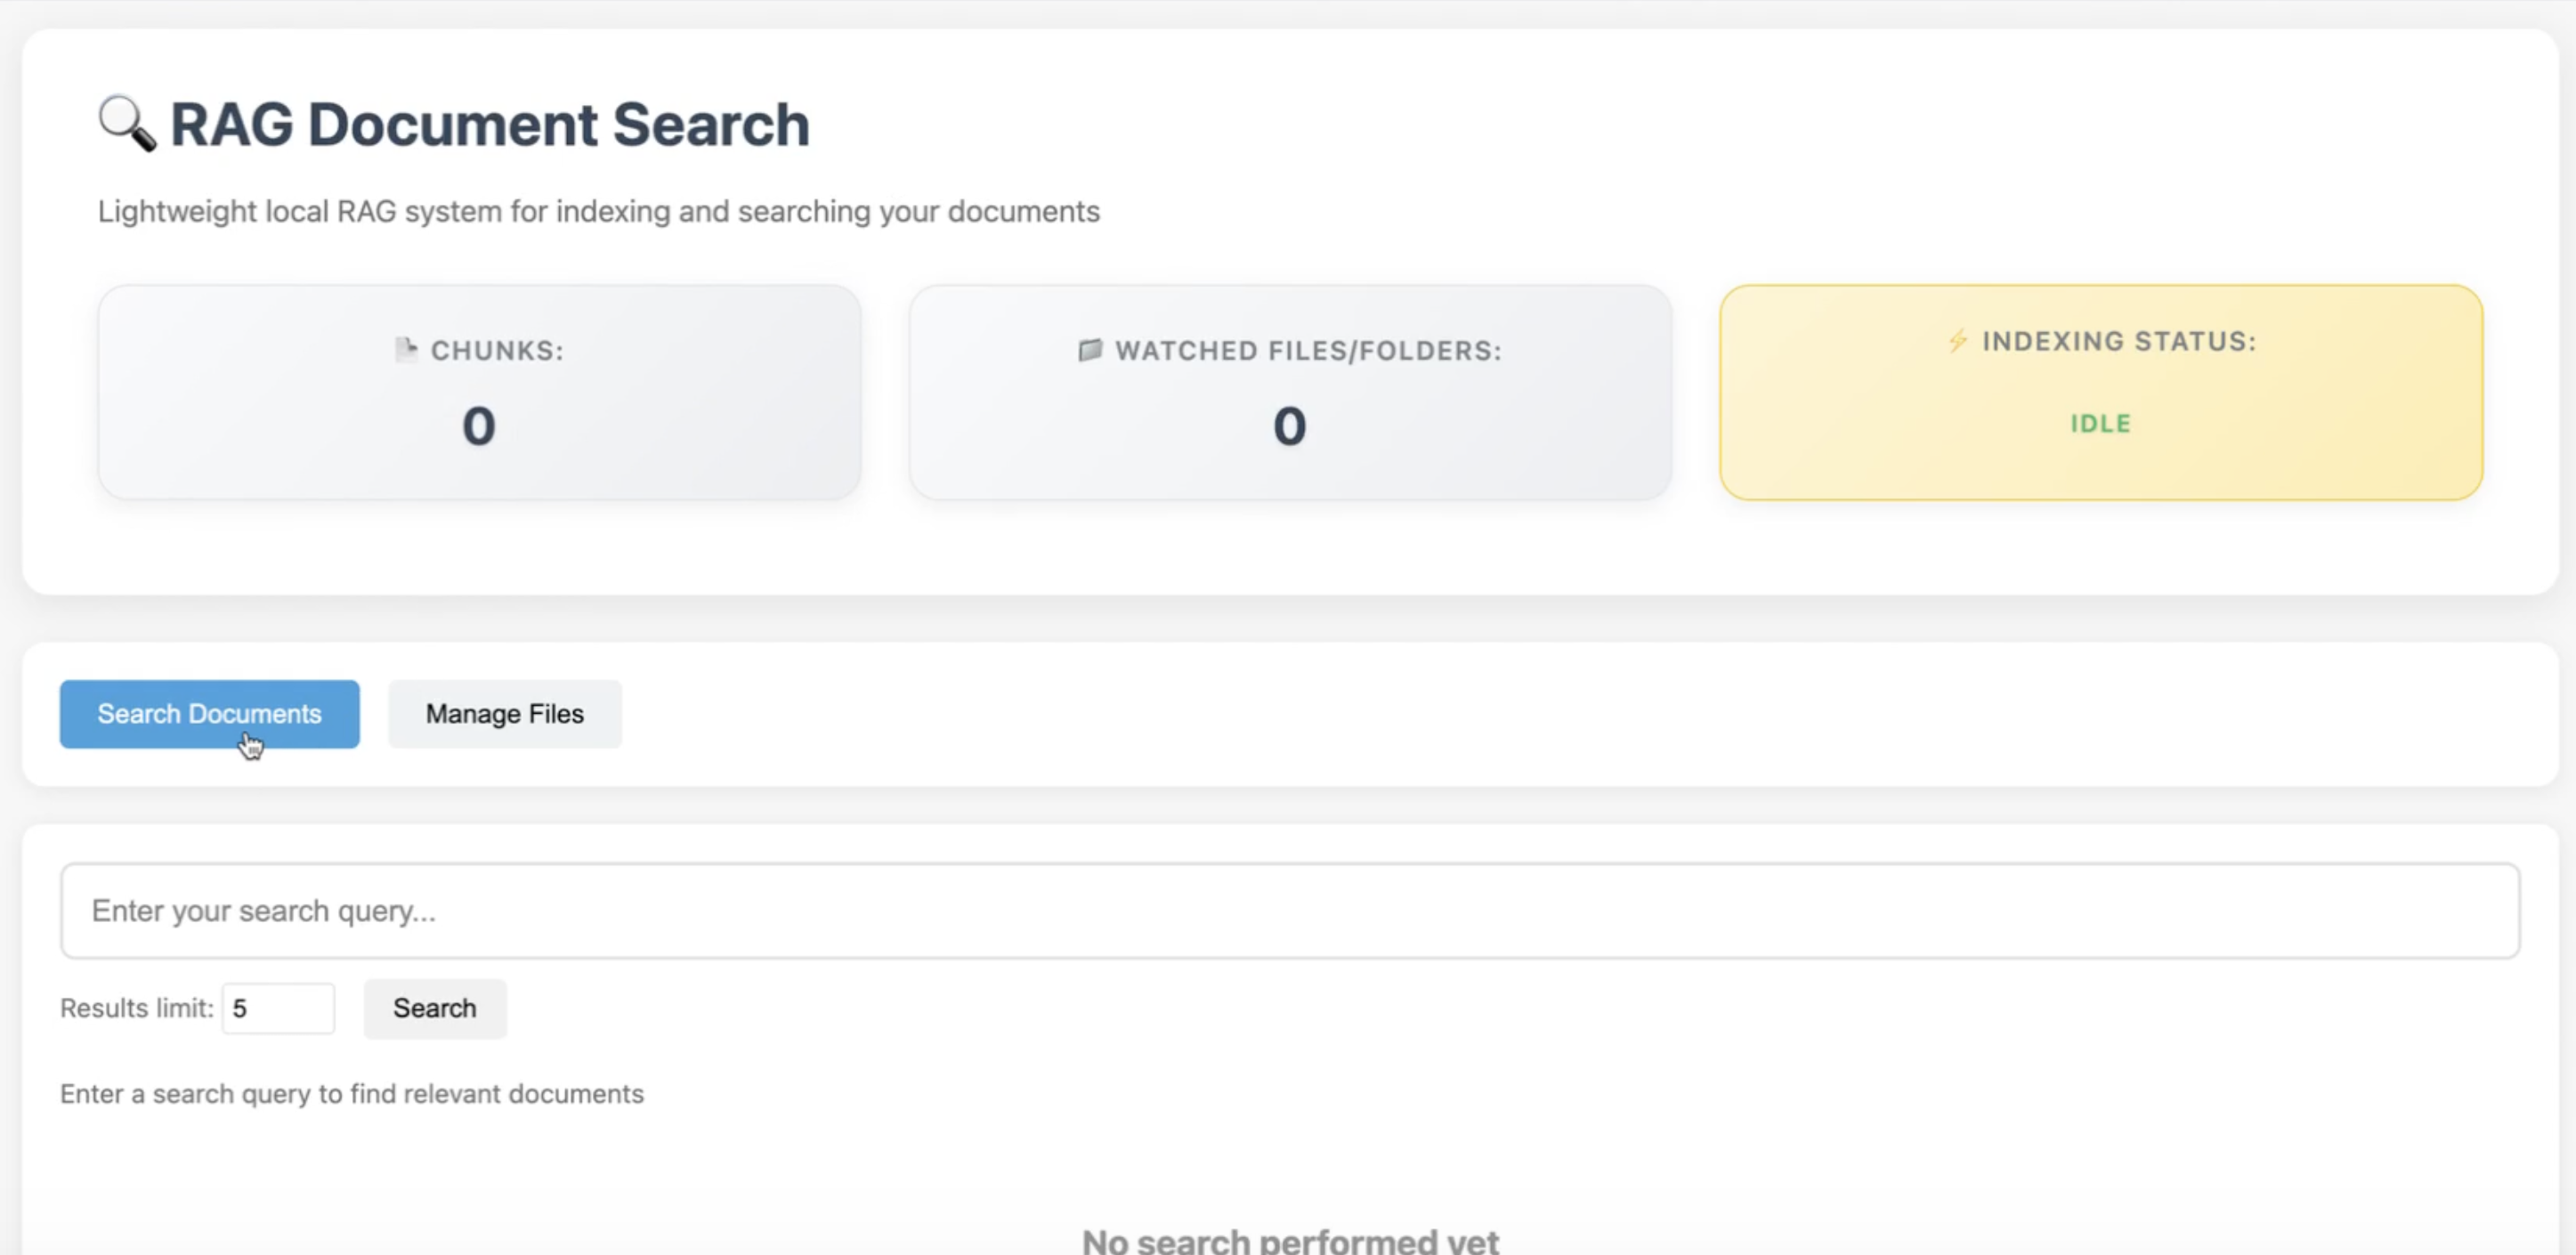 🔍 RAG Document Search
Lightweight local RAG system for indexing and searching your documents
CHUNKS:
0
WATCHED FILES/FOLDERS:
0
⚡ INDEXING STATUS:
IDLE
Search Documents
Manage Files
Enter your search query...
Results limit: 5 Search
Enter a search query to find relevant documents
No search performed yet